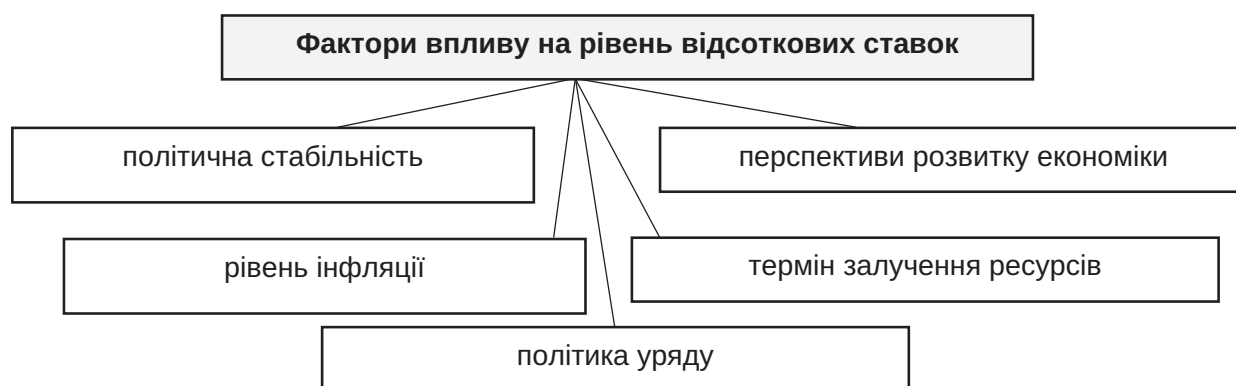 Фактори впливу на рівень відсоткових ставок
політична стабільність
перспективи розвитку економіки
рівень інфляції
термін залучення ресурсів
політика уряду